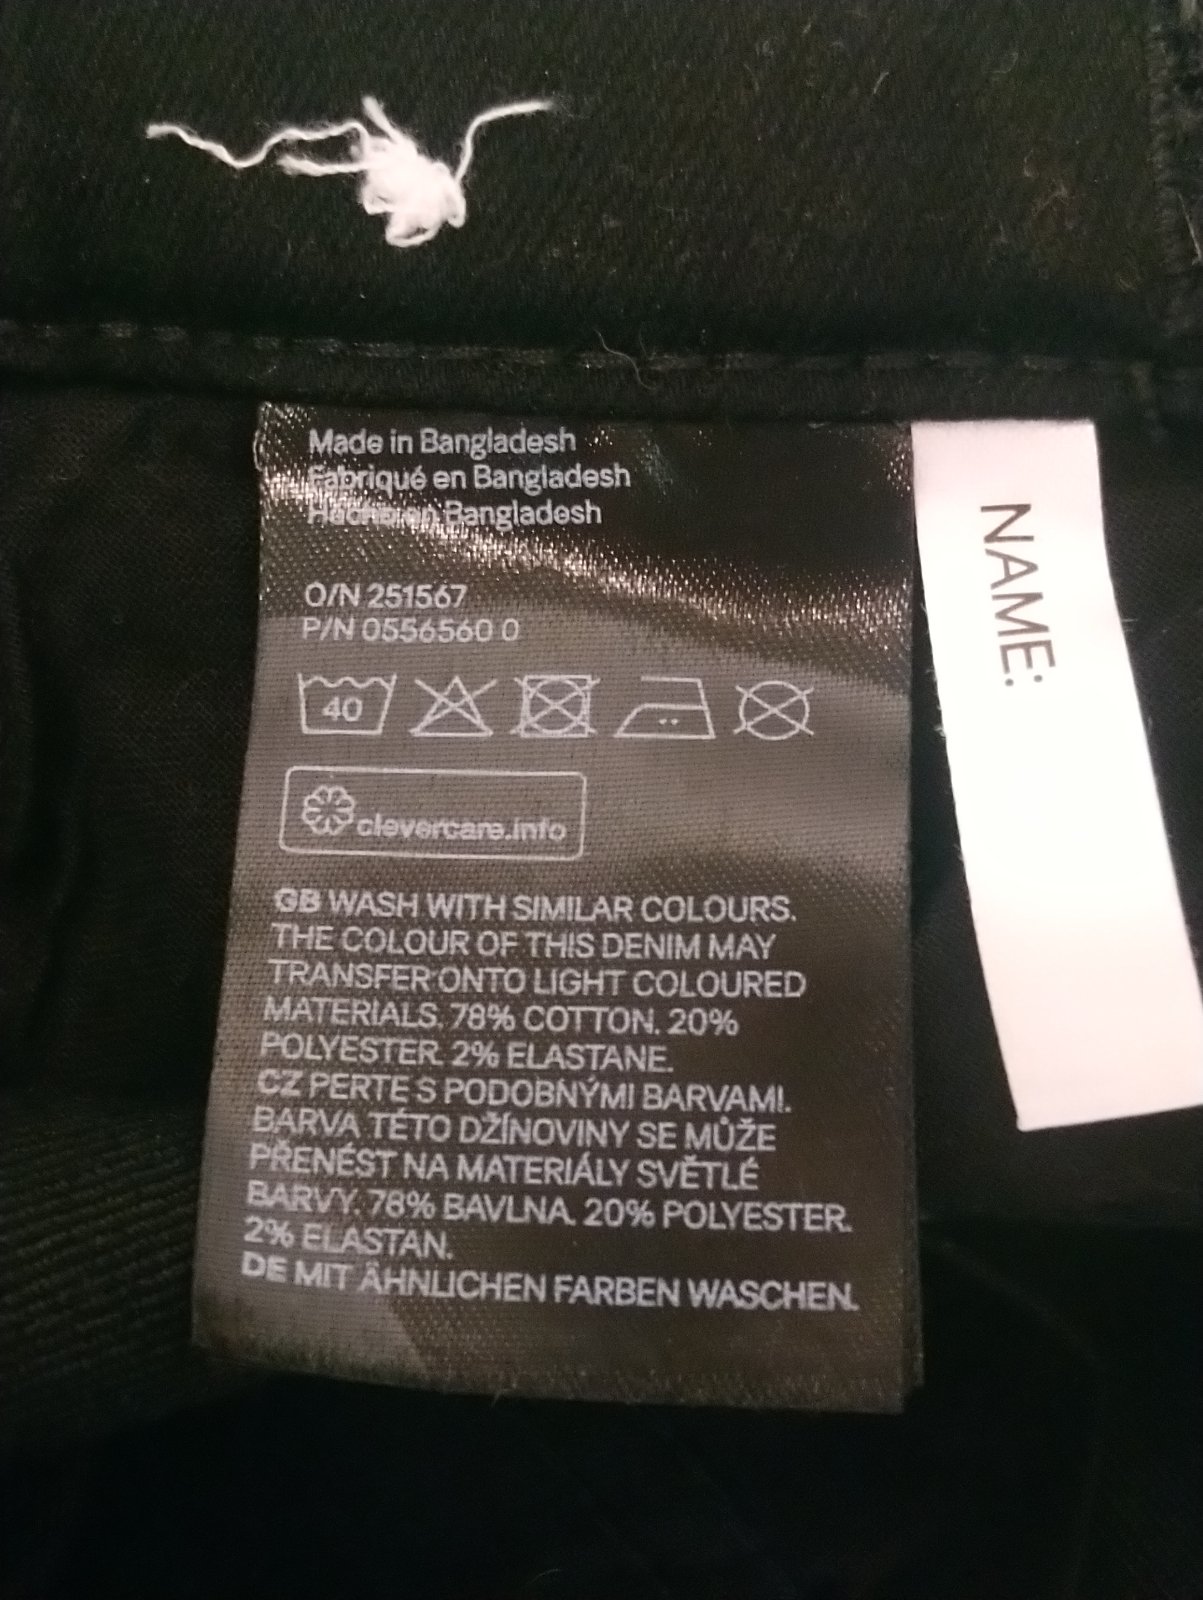 Made in Bangladesh
Fabriqué en Bangladesh
Hecho en Bangladesh
O/N 251567
P/N 0556560 0
40
clevercare.info
GB WASH WITH SIMILAR COLOURS.
THE COLOUR OF THIS DENIM MAY
TRANSFER ONTO LIGHT COLOURED
MATERIALS. 78% COTTON. 20%
POLYESTER. 2% ELASTANE.
CZ PERTE S PODOBNÝMI BARVAMI.
BARVA TÉTO DŽÍNOVINY SE MŮŽE
PŘENÉST NA MATERIÁLY SVĚTLÉ
BARVY. 78% BAVLNA. 20% POLYESTER.
2% ELASTAN.
DE MIT ÄHNLICHEN FARBEN WASCHEN.
NAME: